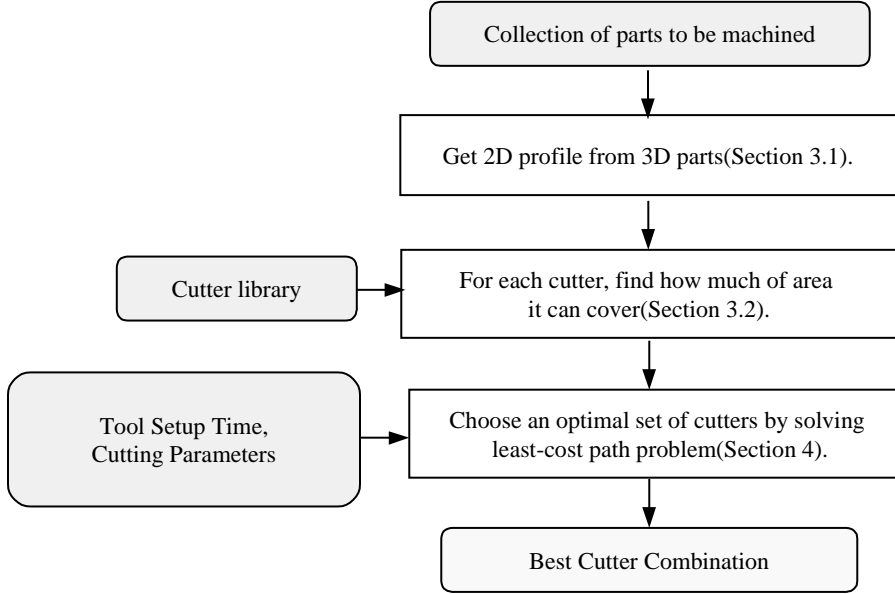 Collection of parts to be machined
Get 2D profile from 3D parts(Section 3.1).
Cutter library
For each cutter, find how much of area
it can cover(Section 3.2).
Tool Setup Time,
Cutting Parameters
Choose an optimal set of cutters by solving
least-cost path problem(Section 4).
Best Cutter Combination